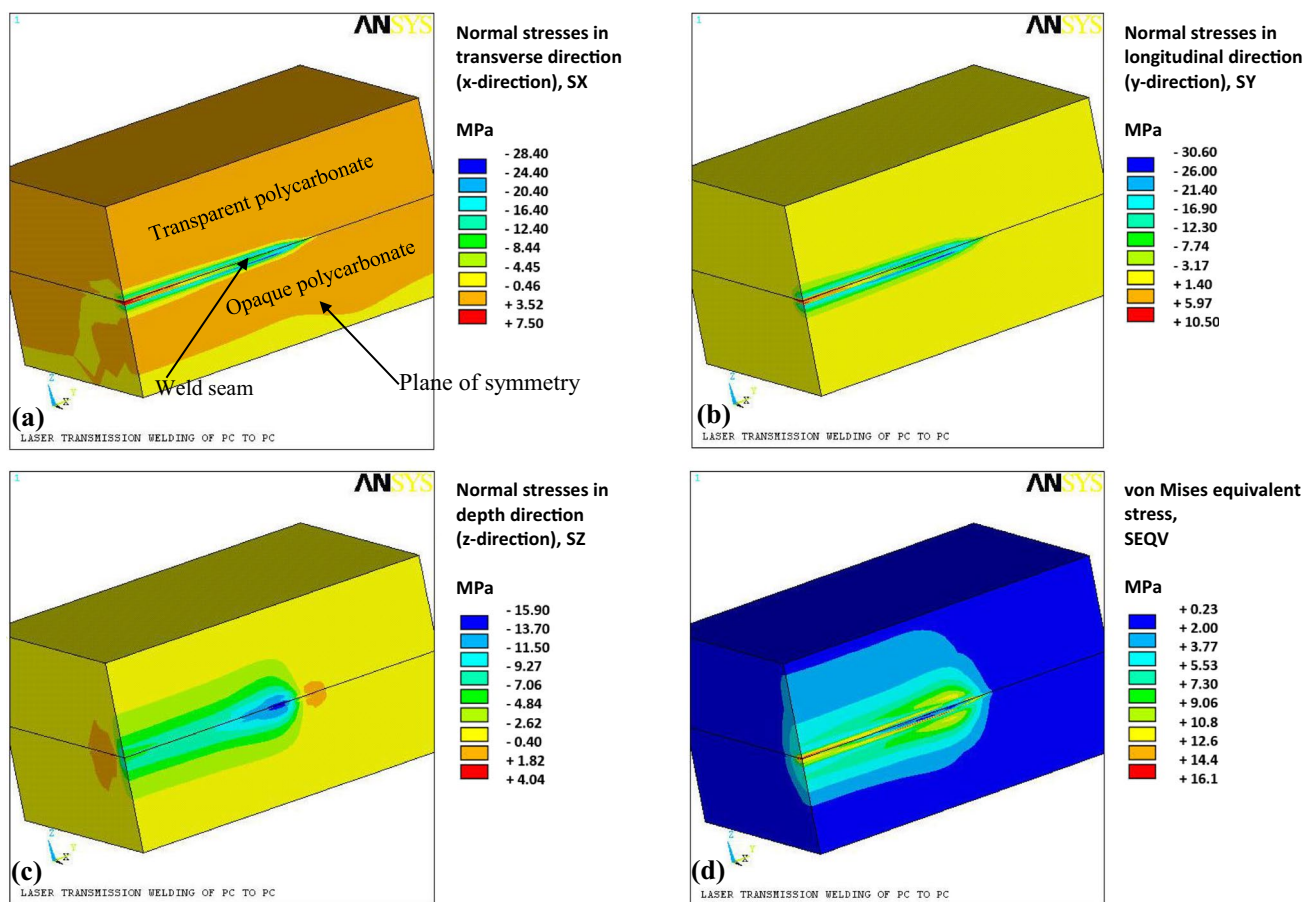 1
ANSYS
Normal stresses in
transverse direction
(x-direction), SX
MPa
- 28.40
- 24.40
- 20.40
- 16.40
- 12.40
- 8.44
- 4.45
- 0.46
+ 3.52
+ 7.50
Transparent polycarbonate
Opaque polycarbonate
Weld seam
Plane of symmetry
Z
Y
X
(a)
LASER TRANSMISSION WELDING OF PC TO PC
1
ANSYS
Normal stresses in
longitudinal direction
(y-direction), SY
MPa
- 30.60
- 26.00
- 21.40
- 16.90
- 12.30
- 7.74
- 3.17
+ 1.40
+ 5.97
+ 10.50
Z
Y
X
(b)
LASER TRANSMISSION WELDING OF PC TO PC
1
ANSYS
Normal stresses in
depth direction
(z-direction), SZ
MPa
- 15.90
- 13.70
- 11.50
- 9.27
- 7.06
- 4.84
- 2.62
- 0.40
+ 1.82
+ 4.04
Z
Y
X
(c)
LASER TRANSMISSION WELDING OF PC TO PC
1
ANSYS
von Mises equivalent
stress,
SEQV
MPa
+ 0.23
+ 2.00
+ 3.77
+ 5.53
+ 7.30
+ 9.06
+ 10.8
+ 12.6
+ 14.4
+ 16.1
Z
Y
X
(d)
LASER TRANSMISSION WELDING OF PC TO PC